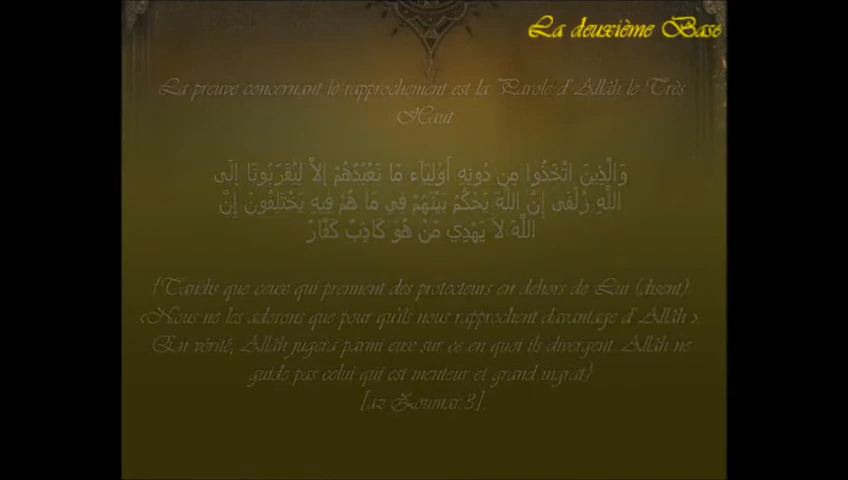 La deuxième Base
La preuve concernant le rapprochement est la Parole d'Allâh le Très
Haut
وَالَّذِينَ اتَّخَذُوا مِن دُونِهِ أَوْلِيَاء مَا نَعْبُدُهُمْ إِلاَّ لِيُقَرِّبُونَا إِلَى
اللَّهِ زُلْفَى إِنَّ اللَّهَ يَحْكُمُ بَيْنَهُمْ فِي مَا هُمْ فِيهِ يَخْتَلِفُونَ إِنَّ
اللَّهَ لَا يَهْدِي مَنْ هُوَ كَاذِبٌ كَفَّارٌ
{Tandis que ceux qui prennent des protecteurs en dehors de Lui (disent)
‹Nous ne les adorons que pour qu'ils nous rapprochent davantage d'Allâh ›.
En vérité, Allâh jugera parmi eux sur ce en quoi ils divergent. Allâh ne
guide pas celui qui est menteur et grand ingrat}
[az Zoumar:3].